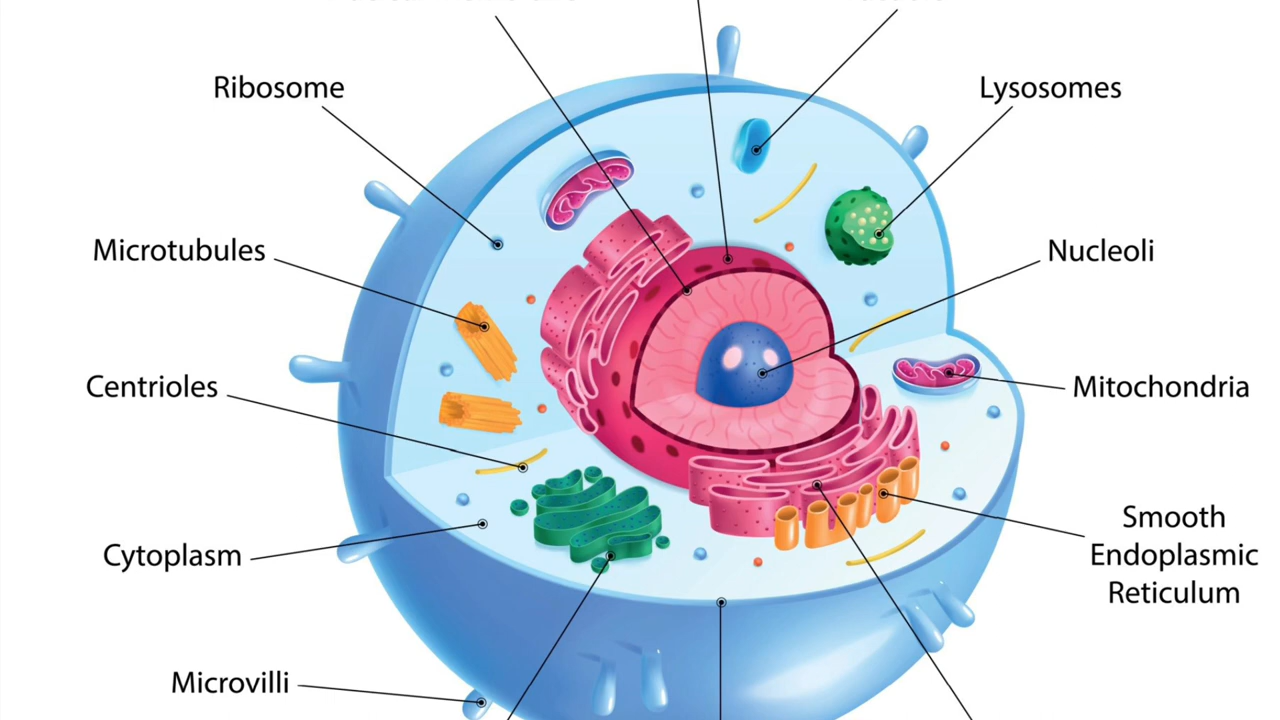 Ribosome
Lysosomes
Microtubules
Nucleoli
Centrioles
Mitochondria
Smooth
Endoplasmic
Reticulum
Cytoplasm
Microvilli